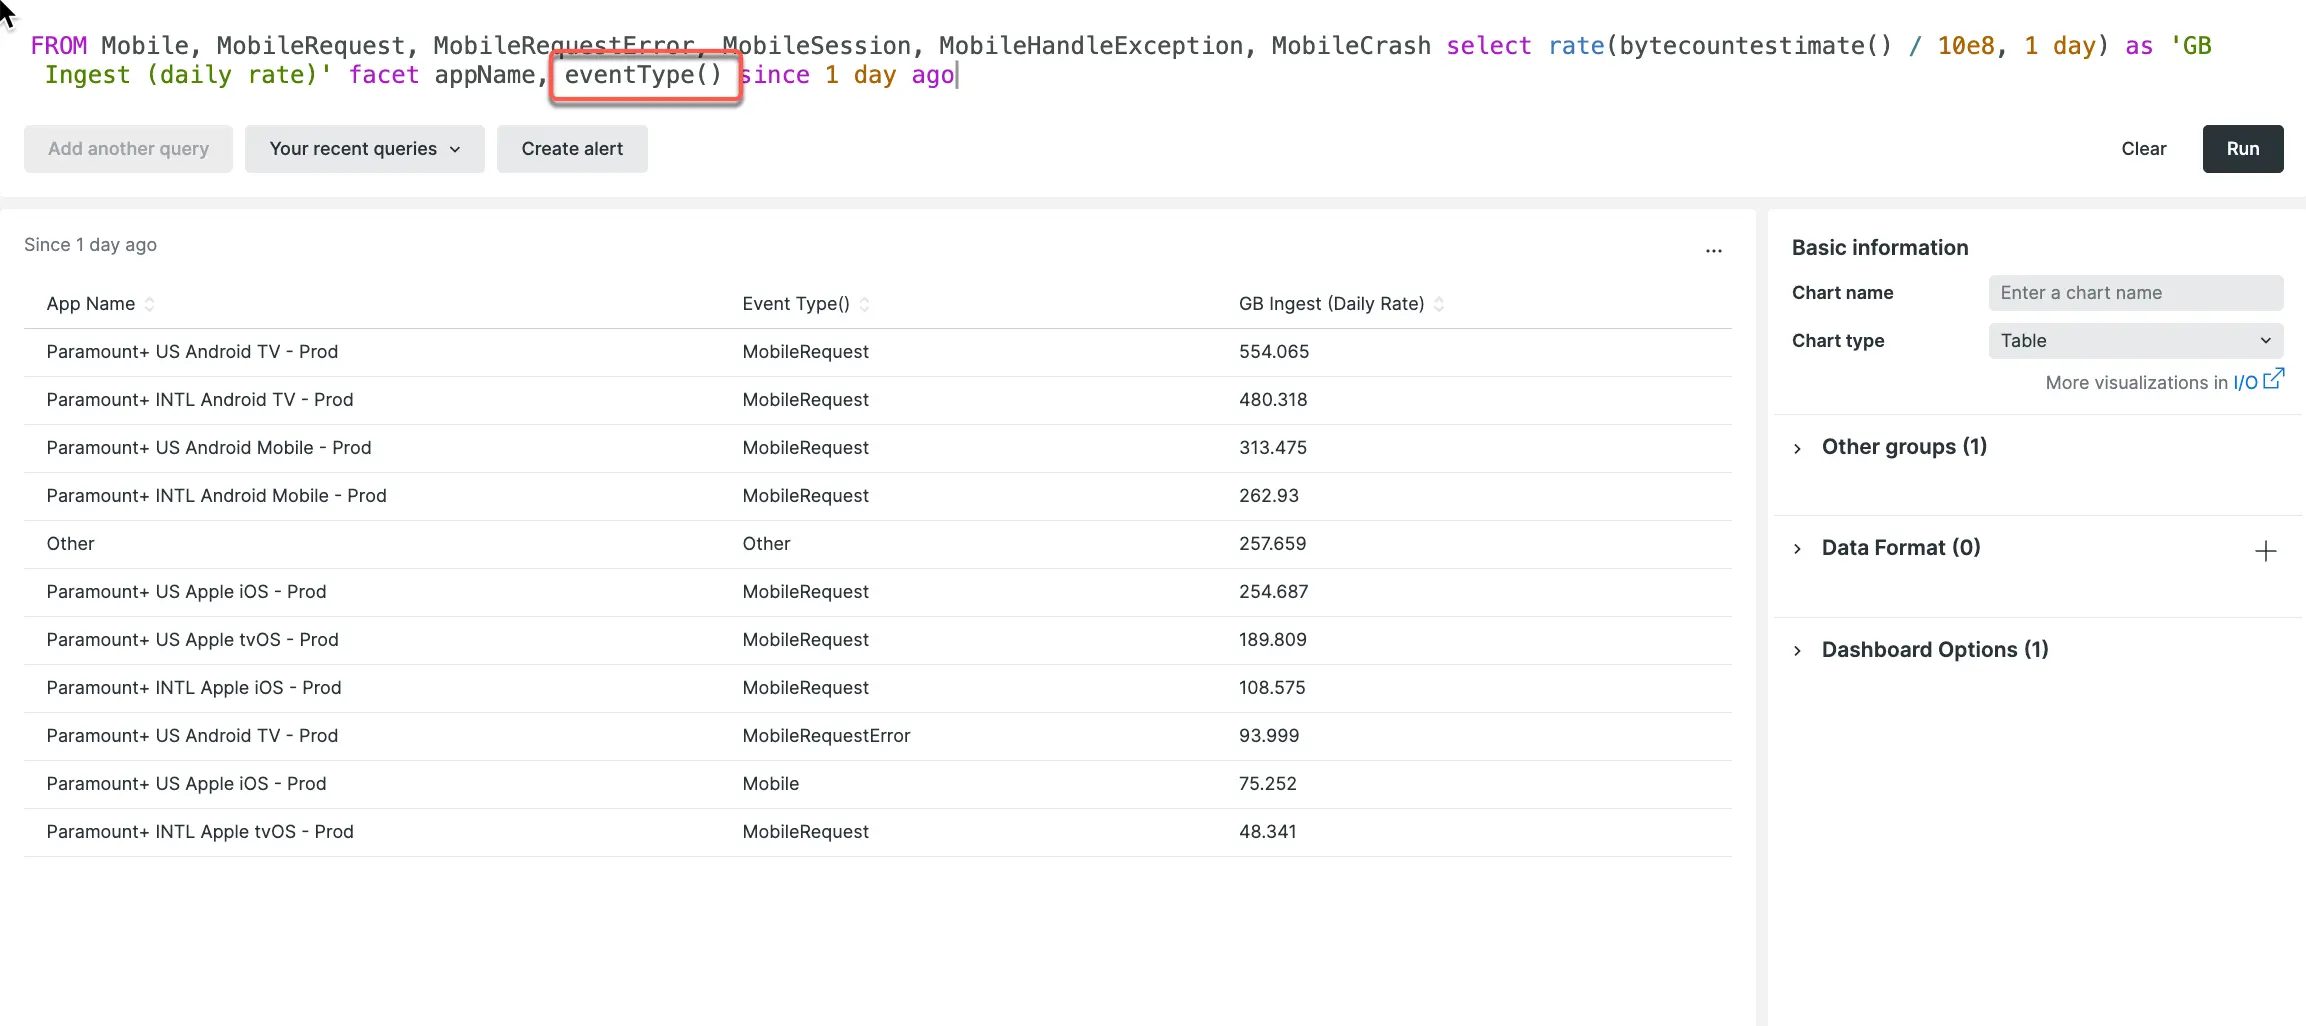 FROM Mobile, MobileRequest, MobileRequestError, MobileSession, MobileHandleException, MobileCrash select rate(bytecountestimate() / 10e8, 1 day) as 'GB
Ingest (daily rate)' facet appName, eventType() since 1 day ago
Add another query Your recent queries Create alert Clear Run
Since 1 day ago ...
App Name Event Type() GB Ingest (Daily Rate)
Paramount+ US Android TV - Prod MobileRequest 554.065
Paramount+ INTL Android TV - Prod MobileRequest 480.318
Paramount+ US Android Mobile - Prod MobileRequest 313.475
Paramount+ INTL Android Mobile - Prod MobileRequest 262.93
Other Other 257.659
Paramount+ US Apple iOS - Prod MobileRequest 254.687
Paramount+ US Apple tvOS - Prod MobileRequest 189.809
Paramount+ INTL Apple iOS - Prod MobileRequest 108.575
Paramount+ US Android TV - Prod MobileRequestError 93.999
Paramount+ US Apple iOS - Prod Mobile 75.252
Paramount+ INTL Apple tvOS - Prod MobileRequest 48.341
Basic information
Chart name Enter a chart name
Chart type Table
More visualizations in I/O
Other groups (1)
Data Format (0)
Dashboard Options (1)